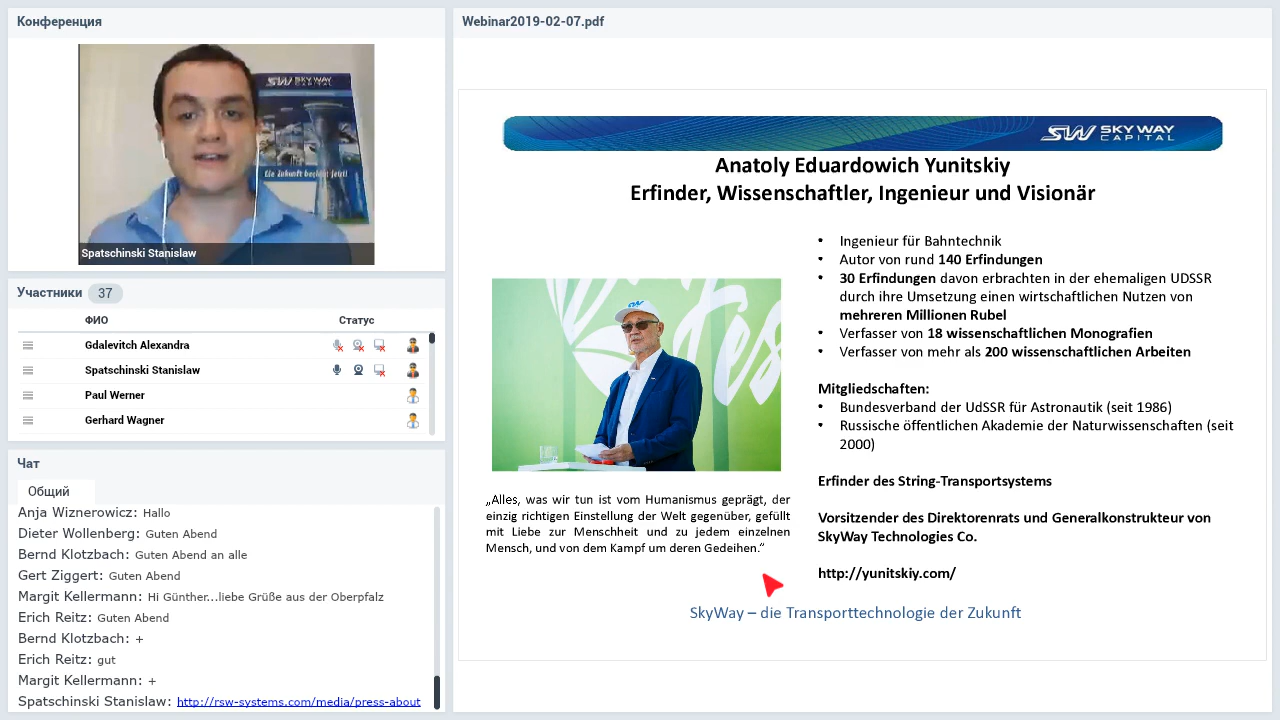 Конференция
SW SKY WAY
CAPITAL
Die Zukunft beginnt jetzt!
Spatschinski Stanislaw
Участники 37
ФИО Статус
Gdalevitch Alexandra
Spatschinski Stanislaw
Paul Werner
Gerhard Wagner
Чат
Общий
Anja Wiznerowicz: Hallo
Dieter Wollenberg: Guten Abend
Bernd Klotzbach: Guten Abend an alle
Gert Ziggert: Guten Abend
Margit Kellermann: Hi Günther...liebe Grüße aus der Oberpfalz
Erich Reitz: Guten Abend
Bernd Klotzbach: +
Erich Reitz: gut
Margit Kellermann: +
Spatschinski Stanislaw: http://rsw-systems.com/media/press-about
Webinar2019-02-07.pdf
SW SKY WAY
CAPITAL
Anatoly Eduardowich Yunitskiy
Erfinder, Wissenschaftler, Ingenieur und Visionär
„Alles, was wir tun ist vom Humanismus geprägt, der
einzig richtigen Einstellung der Welt gegenüber, gefüllt
mit Liebe zur Menschheit und zu jedem einzelnen
Mensch, und von dem Kampf um deren Gedeihen.“
• Ingenieur für Bahntechnik
• Autor von rund 140 Erfindungen
• 30 Erfindungen davon erbrachten in der ehemaligen UDSSR
durch ihre Umsetzung einen wirtschaftlichen Nutzen von
mehreren Millionen Rubel
• Verfasser von 18 wissenschaftlichen Monografien
• Verfasser von mehr als 200 wissenschaftlichen Arbeiten
Mitgliedschaften:
• Bundesverband der UdSSR für Astronautik (seit 1986)
• Russische öffentlichen Akademie der Naturwissenschaften (seit
2000)
Erfinder des String-Transportsystems
Vorsitzender des Direktorenrats und Generalkonstrukteur von
SkyWay Technologies Co.
http://yunitskiy.com/
SkyWay – die Transporttechnologie der Zukunft